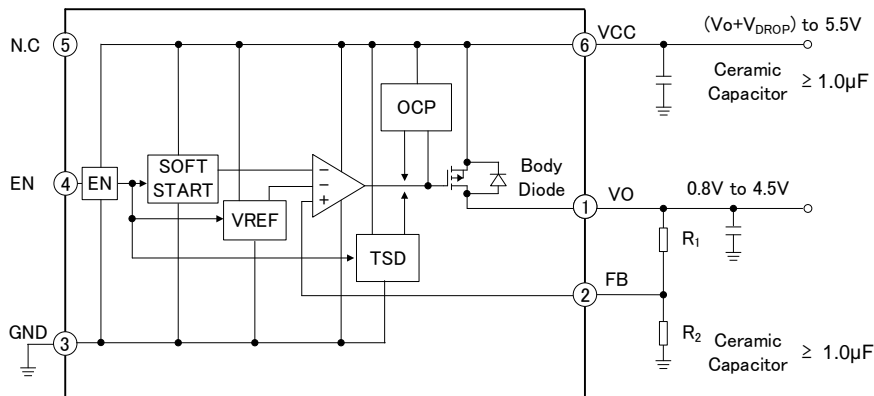 N.C
5
6
VCC
(Vo+VDROP) to 5.5V
Ceramic
Capacitor
≥ 1.0µF
OCP
EN
4
EN
SOFT
START
−
−
+
Body
Diode
VREF
VO
1
0.8V to 4.5V
R1
TSD
2
FB
GND
3
R2
Ceramic
Capacitor
≥ 1.0µF